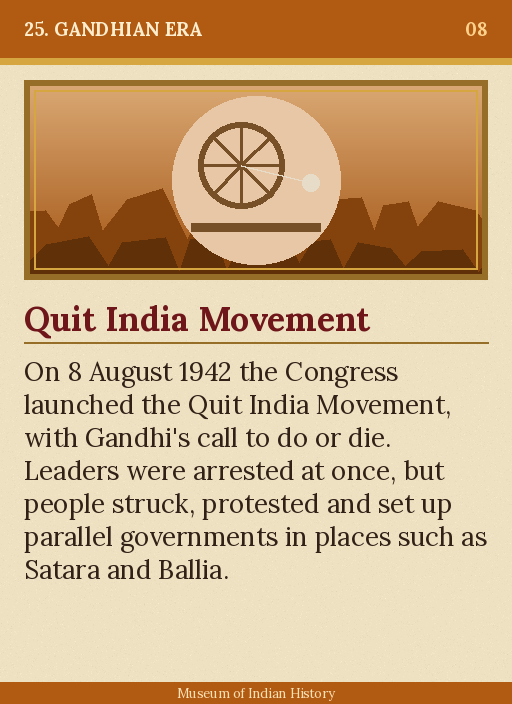 25. GANDHIAN ERA
08
Quit India Movement
On 8 August 1942 the Congress
launched the Quit India Movement,
with Gandhi's call to do or die.
Leaders were arrested at once, but
people struck, protested and set up
parallel governments in places such as
Satara and Ballia.
Museum of Indian History